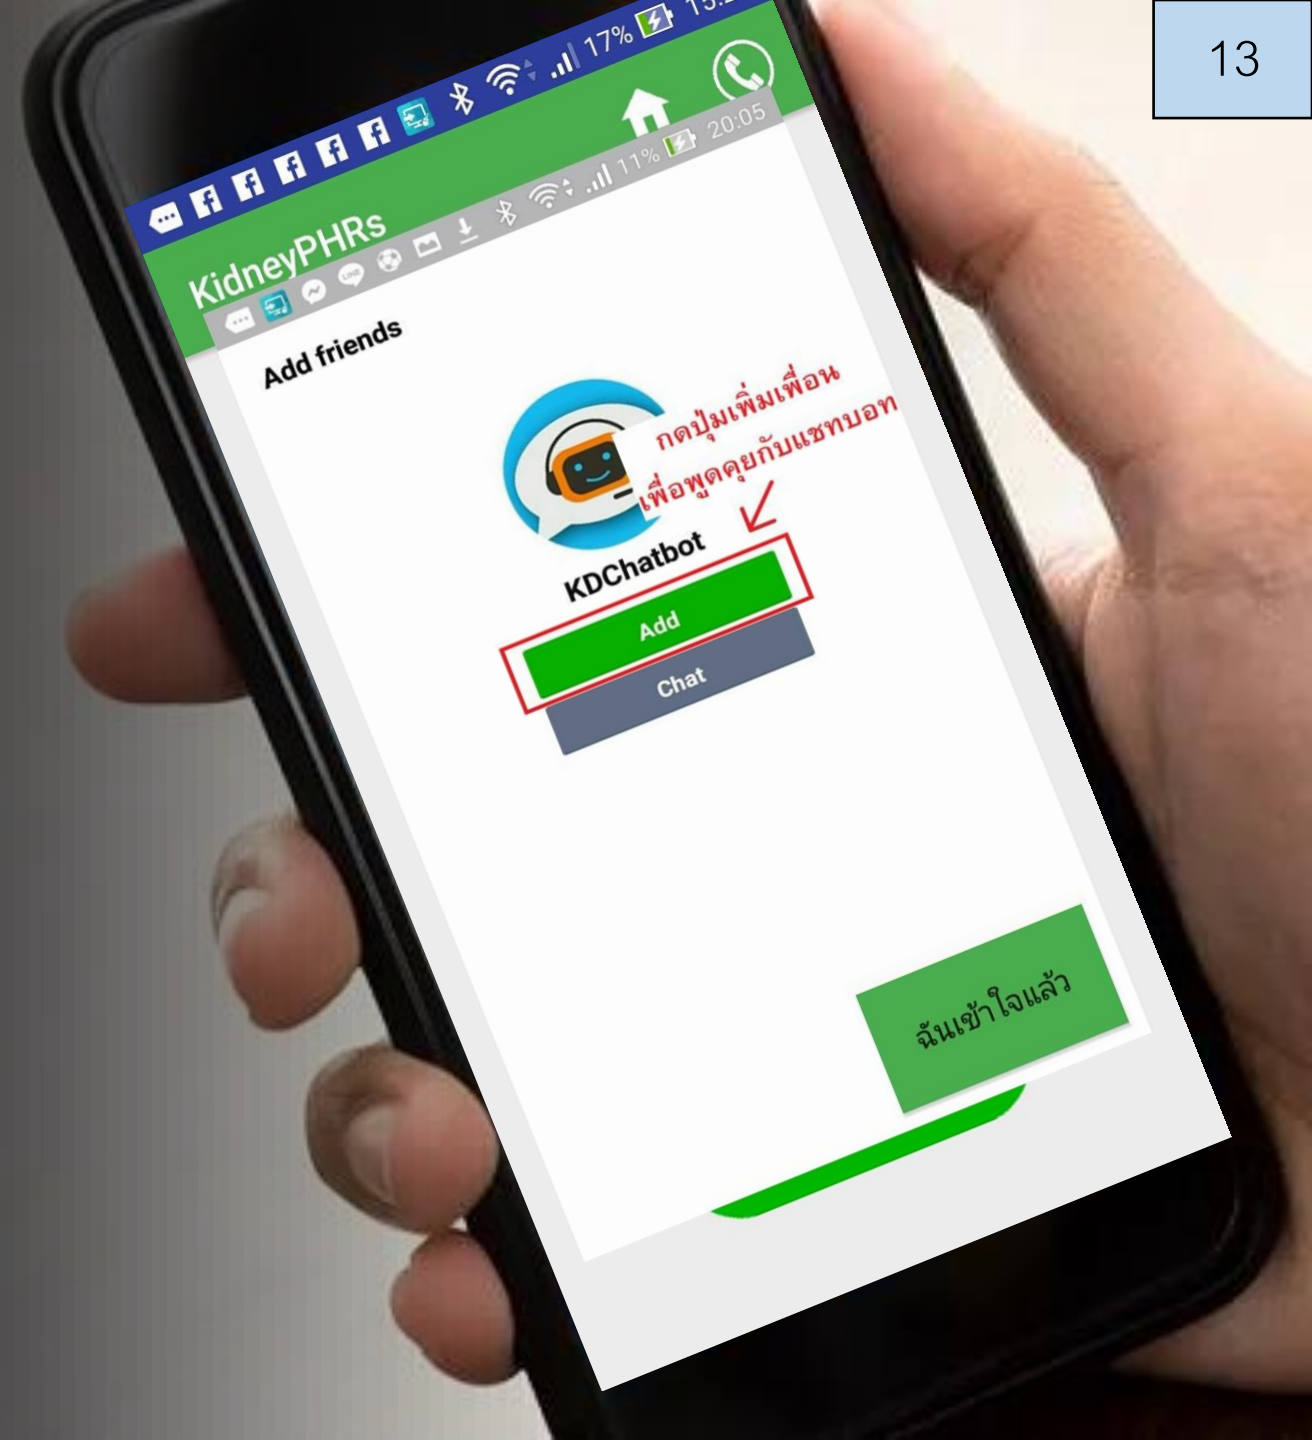 13
17%
KidneyPHRs
11% 20:05
LINE
Add friends
กดปุ่มเพิ่มเพื่อน
เพื่อพูดคุยกับแชทบอท
KDChatbot
Add
Chat
ฉันเข้าใจแล้ว